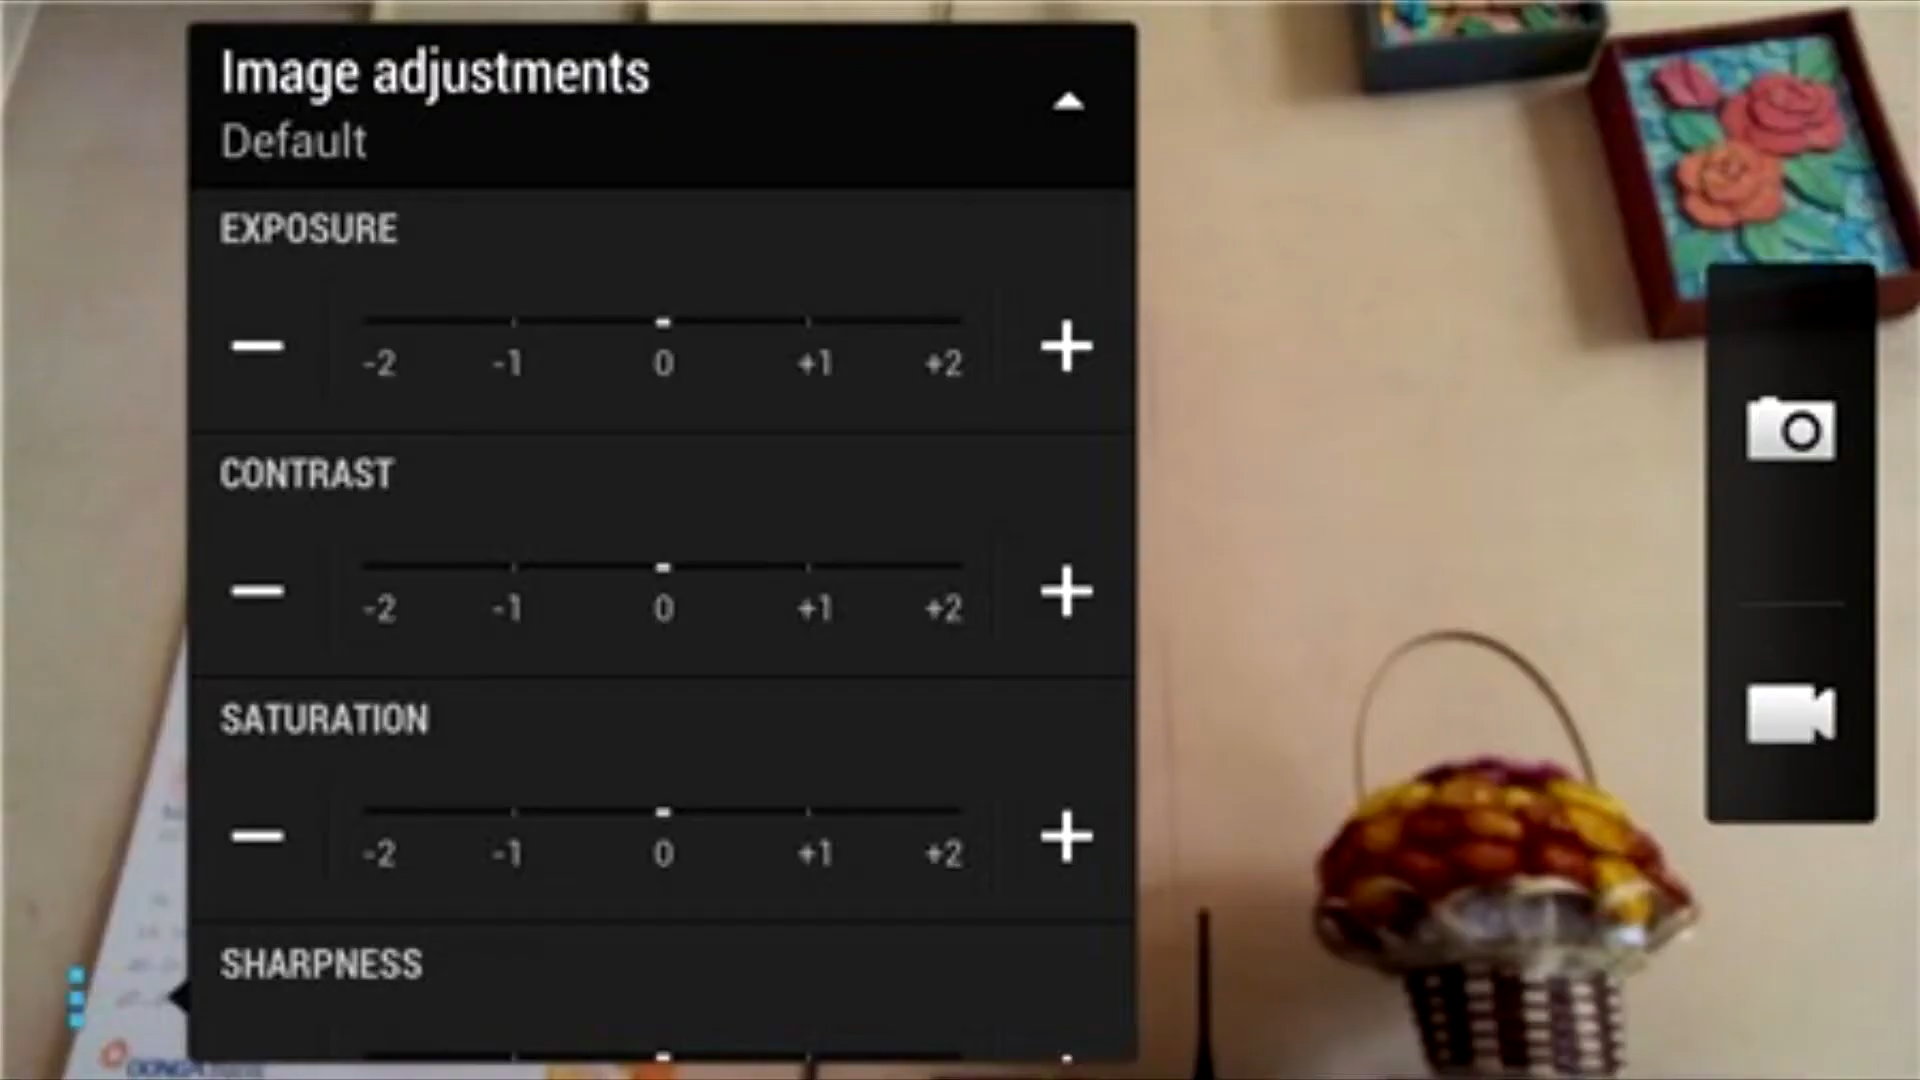 Image adjustments
Default
EXPOSURE
-2 -1 0 +1 +2
CONTRAST
-2 -1 0 +1 +2
SATURATION
-2 -1 0 +1 +2
SHARPNESS